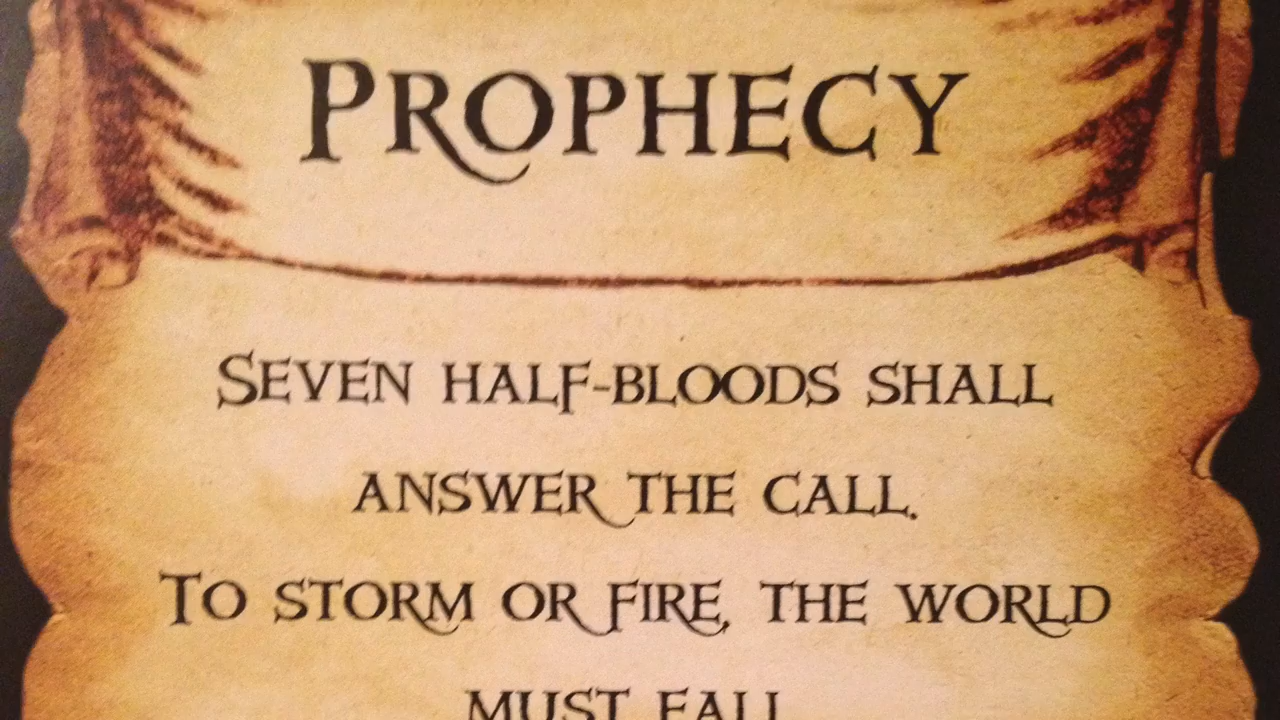 PROPHECY
SEVEN HALF-BLOODS SHALL
ANSWER THE CALL.
TO STORM OR FIRE, THE WORLD
MUST FALL